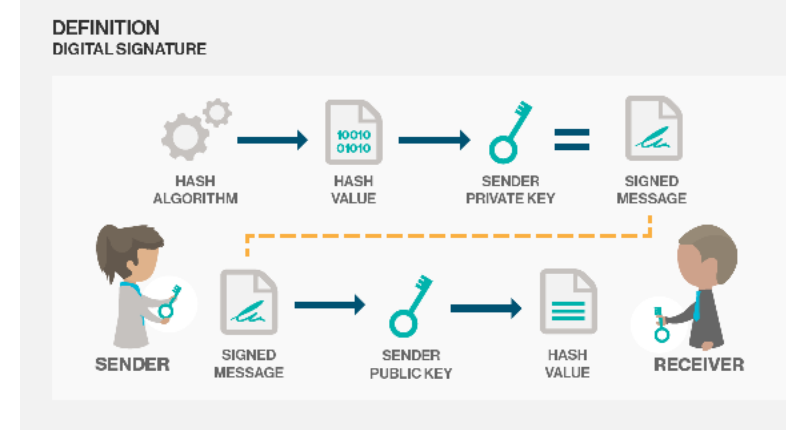 DEFINITION
DIGITAL SIGNATURE
10010
01010
HASH
ALGORITHM
HASH
VALUE
SENDER
PRIVATE KEY
SIGNED
MESSAGE
SENDER
SIGNED
MESSAGE
SENDER
PUBLIC KEY
HASH
VALUE
RECEIVER